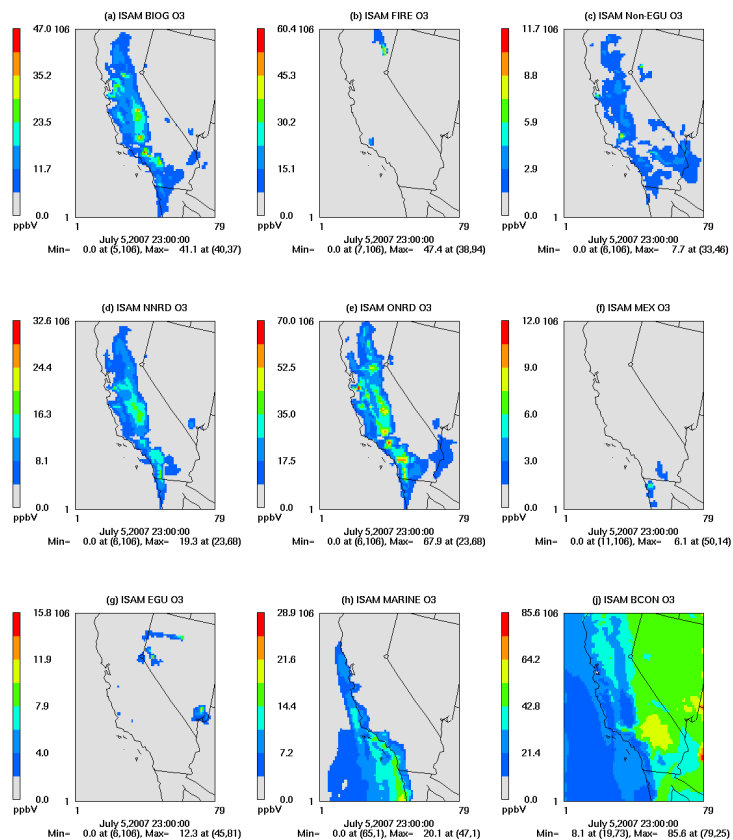 (a) ISAM BIOG O3
47.0 106
35.2
23.5
11.7
0.0
ppbV
1
1 79
July 5,2007 23:00:00
Min= 0.0 at (5,106), Max= 41.1 at (40,37)
(b) ISAM FIRE O3
60.4 106
45.3
30.2
15.1
0.0
ppbV
1
1 79
July 5,2007 23:00:00
Min= 0.0 at (7,106), Max= 47.4 at (38,94)
(c) ISAM Non-EGU O3
11.7 106
8.8
5.9
2.9
0.0
ppbV
1
1 79
July 5,2007 23:00:00
Min= 0.0 at (6,106), Max= 7.7 at (33,46)
(d) ISAM NNRD O3
32.6 106
24.4
16.3
8.1
0.0
ppbV
1
1 79
July 5,2007 23:00:00
Min= 0.0 at (6,106), Max= 19.3 at (23,68)
(e) ISAM ONRD O3
70.0 106
52.5
35.0
17.5
0.0
ppbV
1
1 79
July 5,2007 23:00:00
Min= 0.0 at (6,106), Max= 67.9 at (23,68)
(f) ISAM MEX O3
12.0 106
9.0
6.0
3.0
0.0
ppbV
1
1 79
July 5,2007 23:00:00
Min= 0.0 at (11,106), Max= 6.1 at (50,14)
(g) ISAM EGU O3
15.8 106
11.9
7.9
4.0
0.0
ppbV
1
1 79
July 5,2007 23:00:00
Min= 0.0 at (6,106), Max= 12.3 at (45,81)
(h) ISAM MARINE O3
28.9 106
21.6
14.4
7.2
0.0
ppbV
1
1 79
July 5,2007 23:00:00
Min= 0.0 at (65,1), Max= 20.1 at (47,1)
(j) ISAM BCON O3
85.6 106
64.2
42.8
21.4
0.0
ppbV
1
1 79
July 5,2007 23:00:00
Min= 8.1 at (19,73), Max= 85.6 at (79,25)